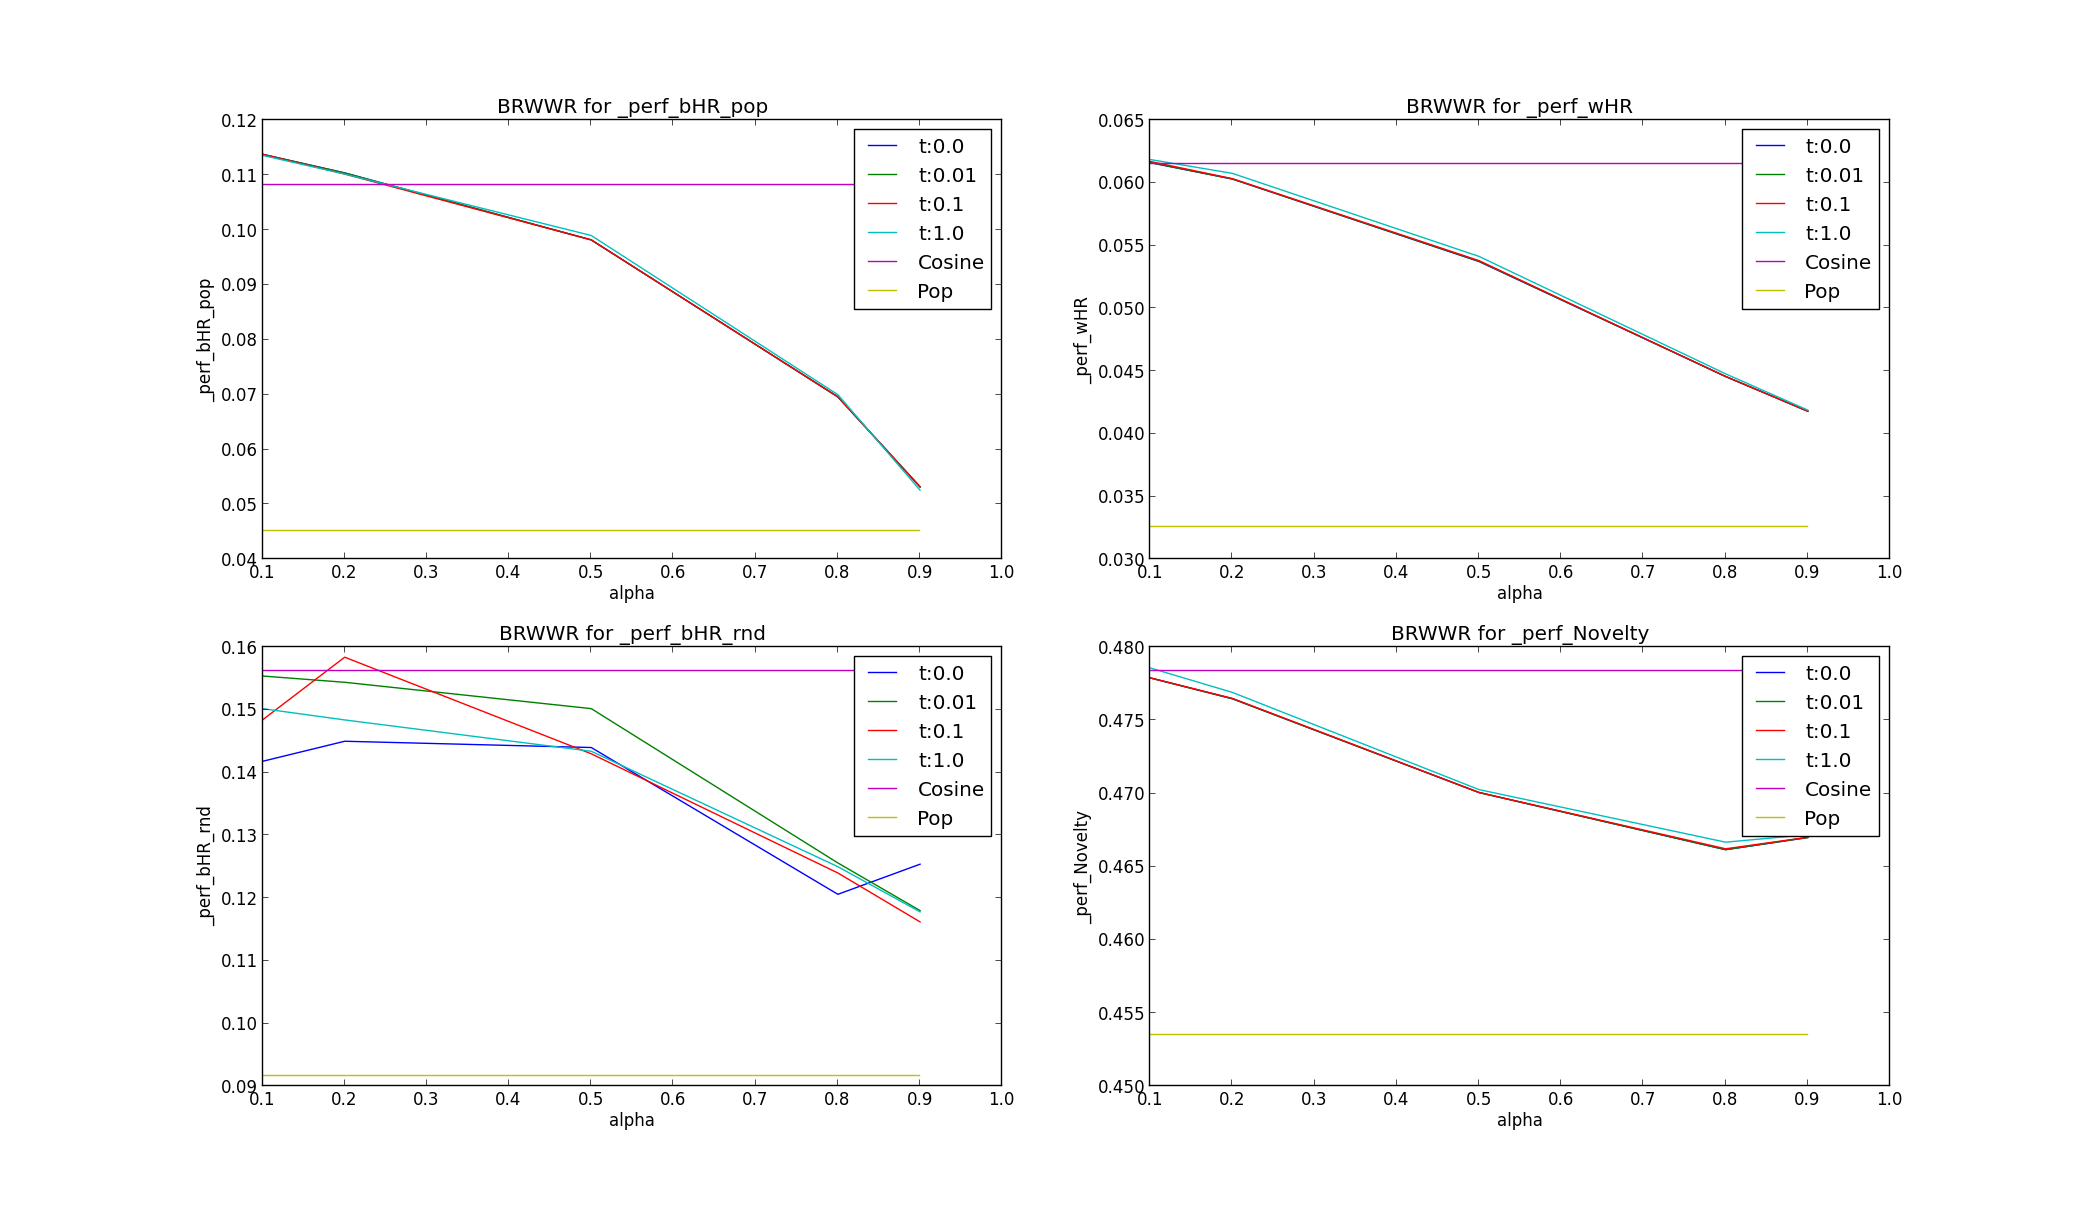 BRWWR for _perf_bHR_pop
0.12
0.11
0.10
0.09
0.08
0.07
0.06
0.05
0.04
_perf_bHR_pop
t:0.0
t:0.01
t:0.1
t:1.0
Cosine
Pop
0.1 0.2 0.3 0.4 0.5 0.6 0.7 0.8 0.9 1.0
alpha
BRWWR for _perf_wHR
0.065
0.060
0.055
0.050
0.045
0.040
0.035
0.030
_perf_wHR
t:0.0
t:0.01
t:0.1
t:1.0
Cosine
Pop
0.1 0.2 0.3 0.4 0.5 0.6 0.7 0.8 0.9 1.0
alpha
BRWWR for _perf_bHR_rnd
0.16
0.15
0.14
0.13
0.12
0.11
0.10
0.09
_perf_bHR_rnd
t:0.0
t:0.01
t:0.1
t:1.0
Cosine
Pop
0.1 0.2 0.3 0.4 0.5 0.6 0.7 0.8 0.9 1.0
alpha
BRWWR for _perf_Novelty
0.480
0.475
0.470
0.465
0.460
0.455
0.450
_perf_Novelty
t:0.0
t:0.01
t:0.1
t:1.0
Cosine
Pop
0.1 0.2 0.3 0.4 0.5 0.6 0.7 0.8 0.9 1.0
alpha